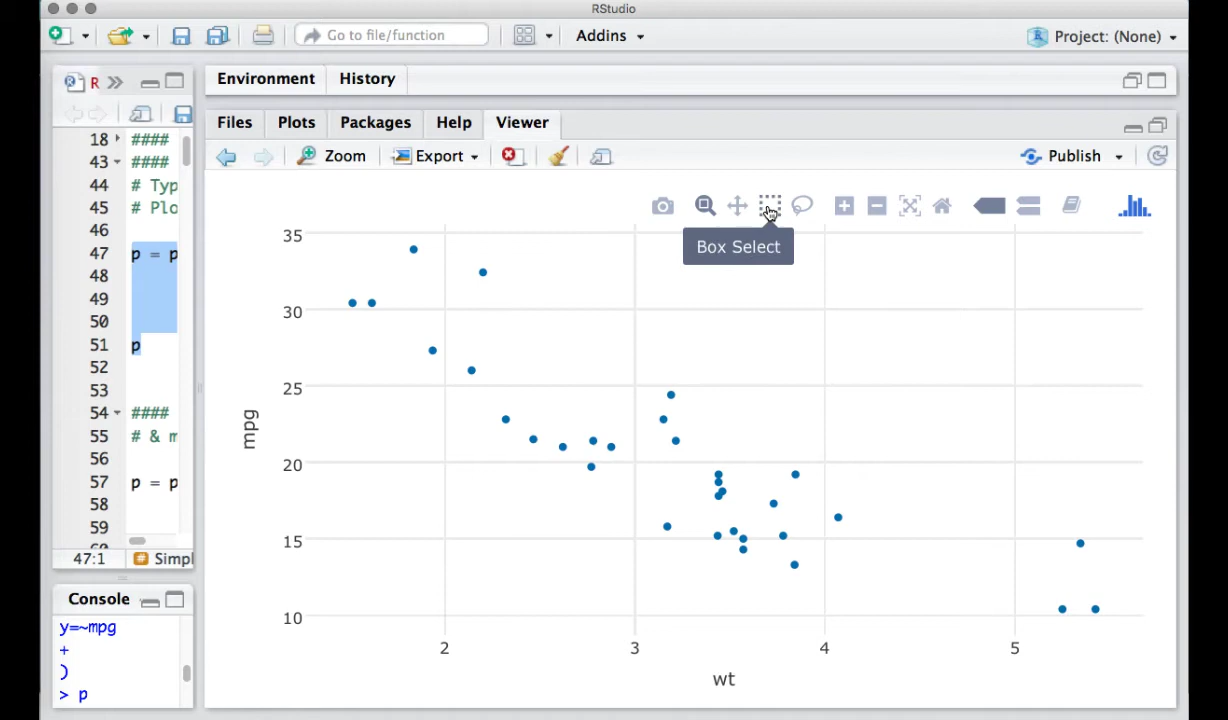 RStudio
Go to file/function
Addins
Project: (None)
R
Environment
History
Files
Plots
Packages
Help
Viewer
Zoom
Export
Publish
18 ####
43 ####
44 # Typ
45 # Plo
46
47 p = p
48
49
50
51 p
52
53
54 ####
55 # & m
56
57 p = p
58
59
47:1
Simpl
Console
y=~mpg
+
)
> p
Box Select
35
30
25
20
15
10
mpg
2
3
4
5
wt